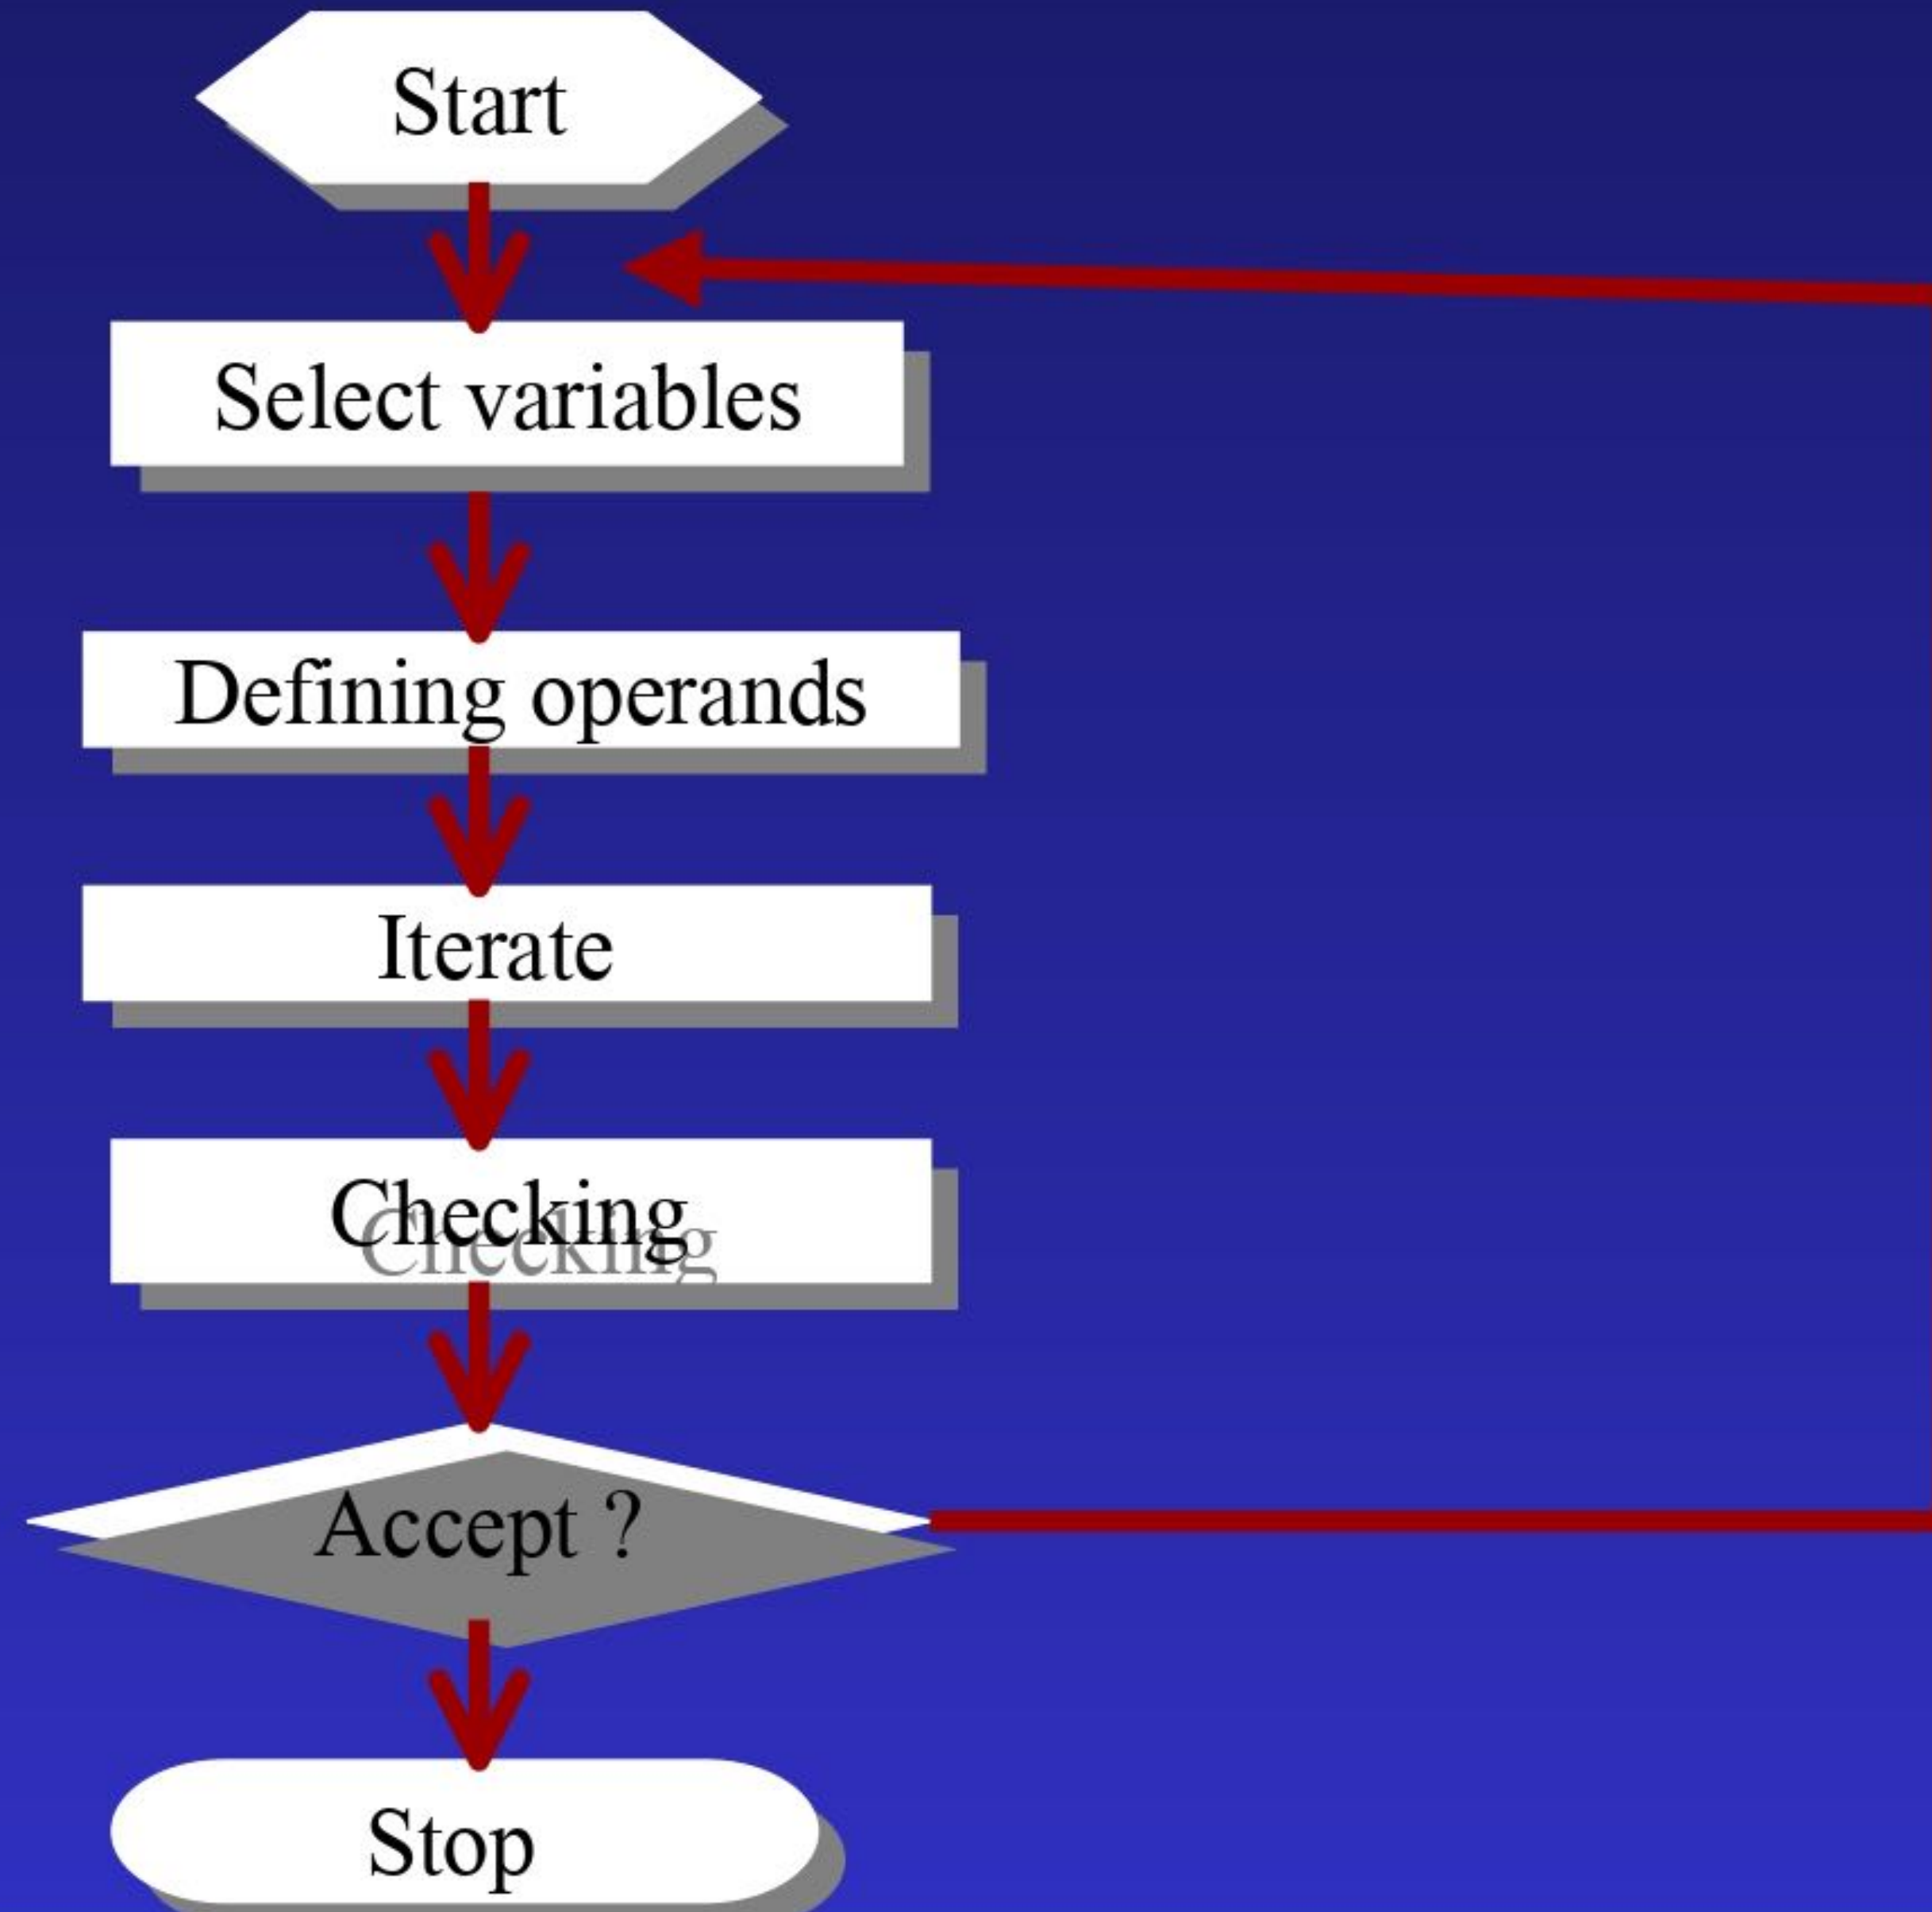 Start
Select variables
Defining operands
Iterate
Checking
Accept ?
Stop